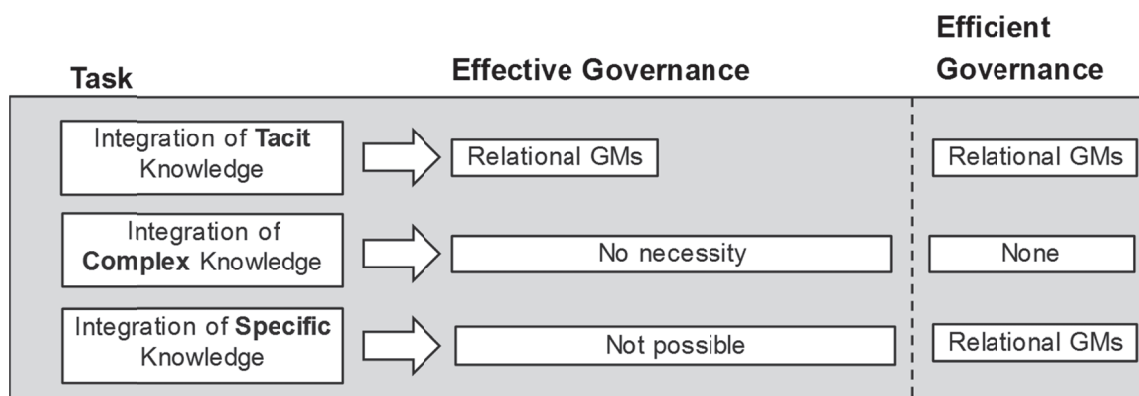 Task
Effective Governance
Efficient
Governance
Integration of Tacit
Knowledge
Relational GMs
Relational GMs
Integration of
Complex Knowledge
No necessity
None
Integration of Specific
Knowledge
Not possible
Relational GMs